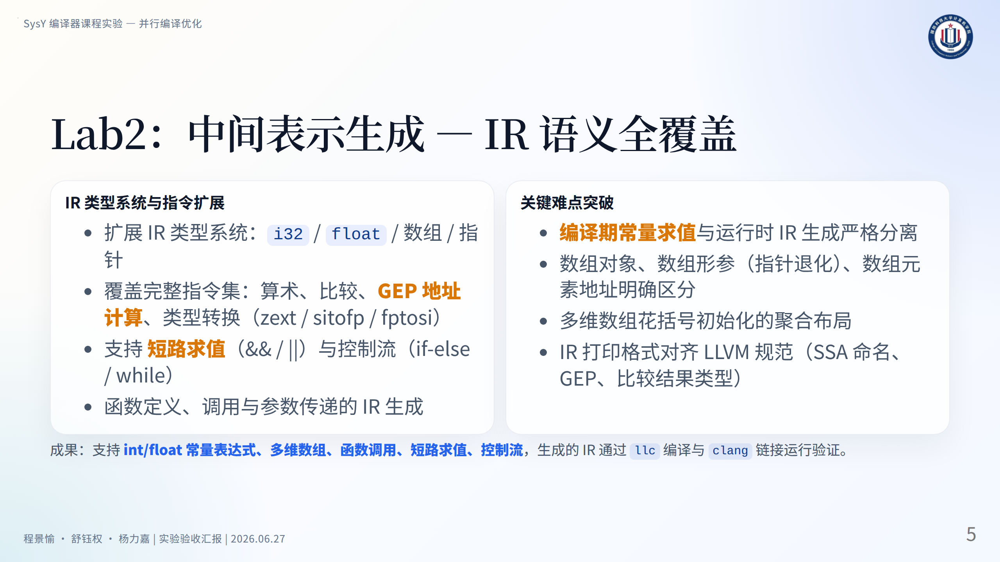 SysY 编译器课程实验 — 并行编译优化
国防科技大学计算机学院
1966
Lab2：中间表示生成 — IR 语义全覆盖
IR 类型系统与指令扩展
• 扩展 IR 类型系统：i32 / float / 数组 / 指
针
• 覆盖完整指令集：算术、比较、GEP 地址
计算、类型转换（zext / sitofp / fptosi）
• 支持 短路求值（&& / ||）与控制流（if-else
/ while）
• 函数定义、调用与参数传递的 IR 生成
关键难点突破
• 编译期常量求值与运行时 IR 生成严格分离
• 数组对象、数组形参（指针退化）、数组元
素地址明确区分
• 多维数组花括号初始化的聚合布局
• IR 打印格式对齐 LLVM 规范（SSA 命名、
GEP、比较结果类型）
成果：支持 int/float 常量表达式、多维数组、函数调用、短路求值、控制流，生成的 IR 通过 llc 编译与 clang 链接运行验证。
程景愉 • 舒钰权 • 杨力嘉 | 实验验收汇报 | 2026.06.27
5